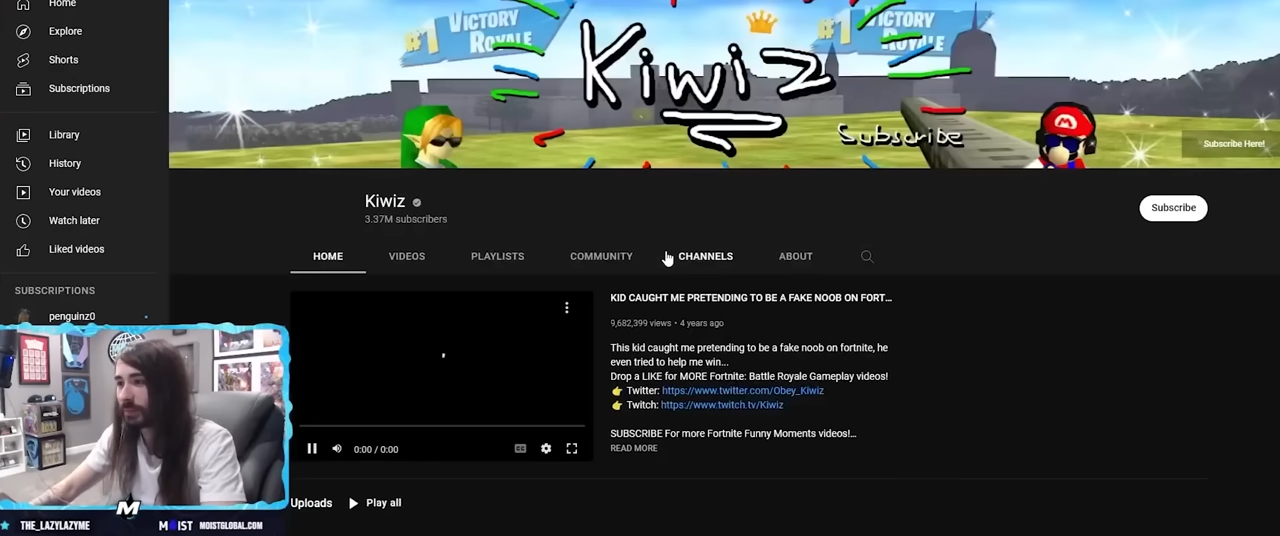 Home
Explore
Shorts
Subscriptions
Library
History
Your videos
Watch later
Liked videos
SUBSCRIPTIONS
penguinz0
#1 VICTORY ROYALE
#1 VICTORY ROYALE
Kiwiz
Subscribe
Subscribe Here!
Kiwiz
3.37M subscribers
Subscribe
HOME VIDEOS PLAYLISTS COMMUNITY CHANNELS ABOUT
KID CAUGHT ME PRETENDING TO BE A FAKE NOOB ON FORT...
9,682,399 views • 4 years ago
This kid caught me pretending to be a fake noob on fortnite, he
even tried to help me win...
Drop a LIKE for MORE Fortnite: Battle Royale Gameplay videos!
👉 Twitter: https://www.twitter.com/Obey_Kiwiz
👉 Twitch: https://www.twitch.tv/Kiwiz
SUBSCRIBE For more Fortnite Funny Moments videos!...
READ MORE
0:00 / 0:00
CC
Uploads Play all
M
THE_LAZYLAZYME MOIST MOISTGLOBAL.COM